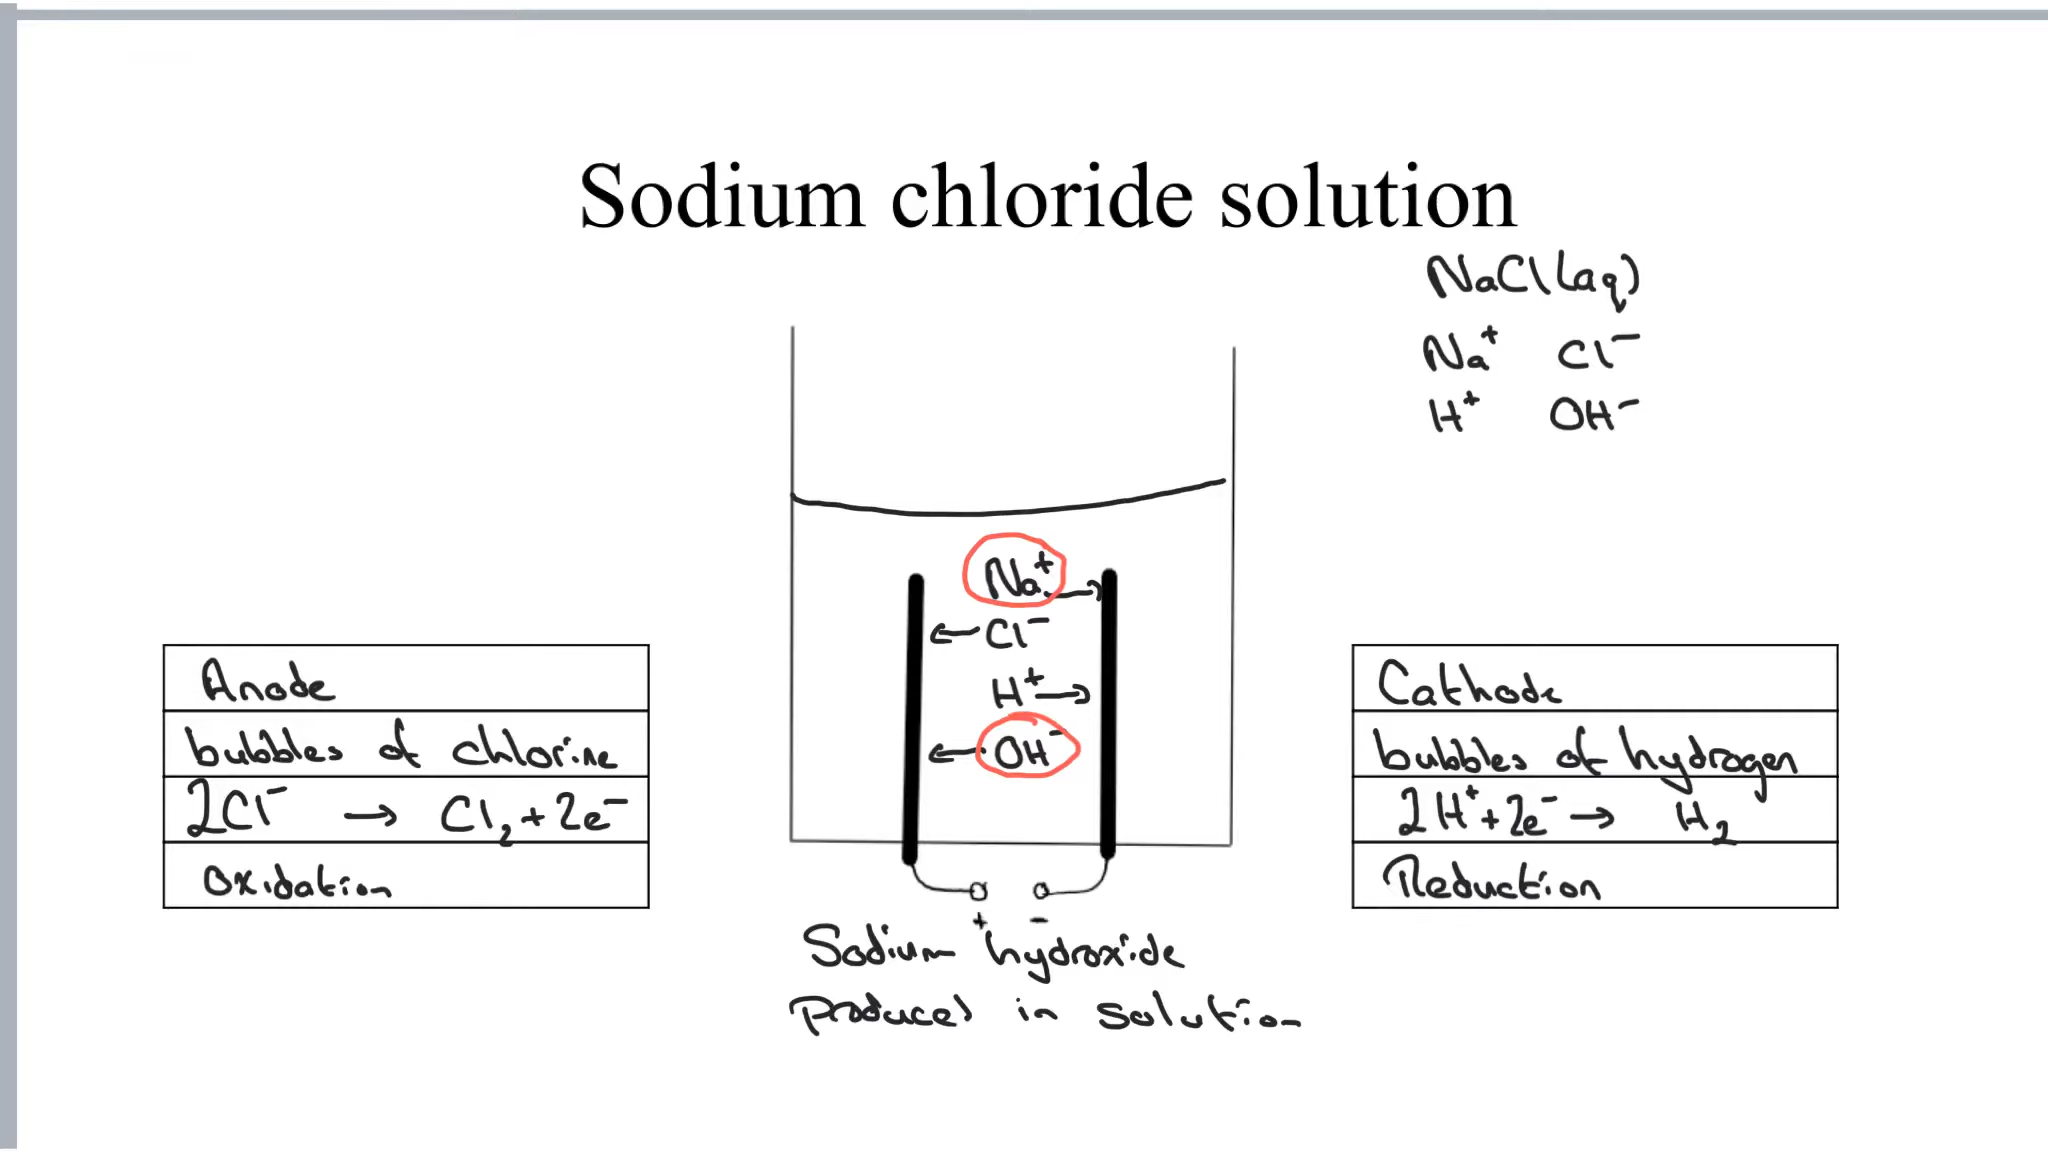 Sodium chloride solution
NaCl(aq)
Na⁺ Cl⁻
H⁺ OH⁻
Na⁺ →
← Cl⁻
H⁺ →
← OH⁻
Anode
bubbles of chlorine
2Cl⁻ → Cl₂ + 2e⁻
Oxidation
Cathode
bubbles of hydrogen
2H⁺ + 2e⁻ → H₂
Reduction
+ -
Sodium hydroxide
produced in solution